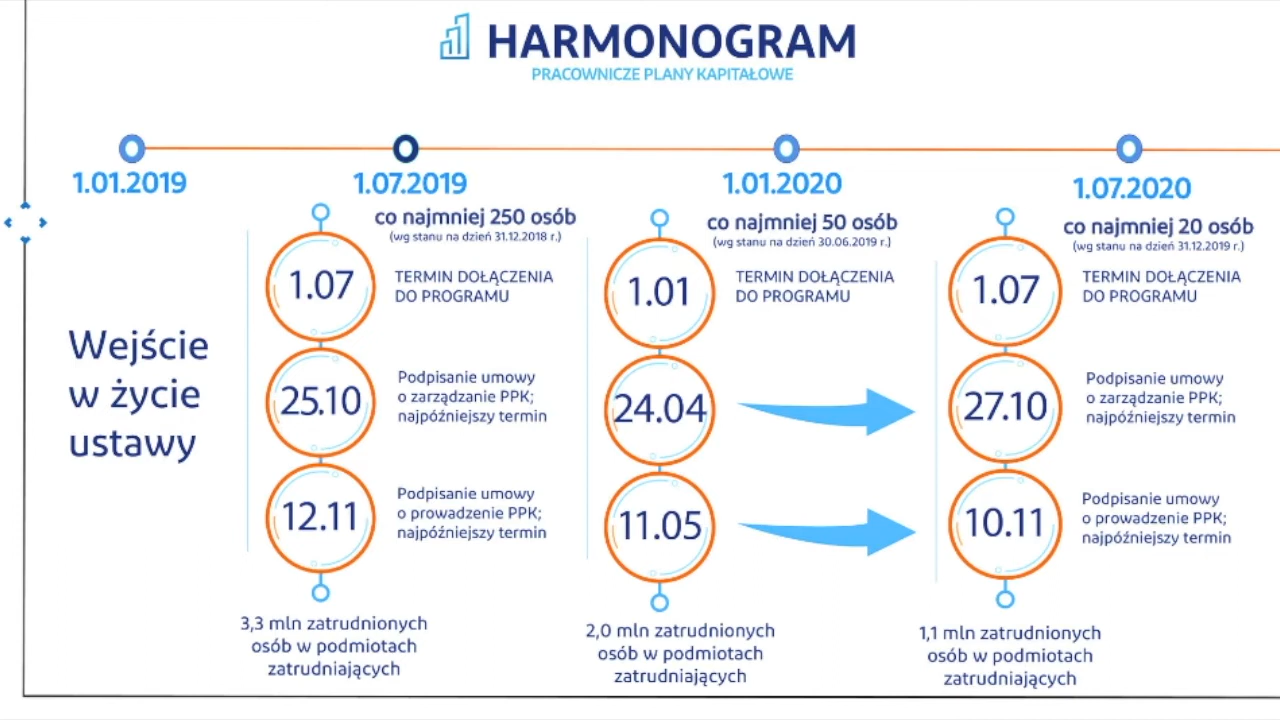 HARMONOGRAM
PRACOWNICZE PLANY KAPITAŁOWE
1.01.2019
Wejście
w życie
ustawy
1.07.2019
co najmniej 250 osób
(wg stanu na dzień 31.12.2018 r.)
1.07
TERMIN DOŁĄCZENIA
DO PROGRAMU
25.10
Podpisanie umowy
o zarządzanie PPK;
najpóźniejszy termin
12.11
Podpisanie umowy
o prowadzenie PPK;
najpóźniejszy termin
3,3 mln zatrudnionych
osób w podmiotach
zatrudniających
1.01.2020
co najmniej 50 osób
(wg stanu na dzień 30.06.2019 r.)
1.01
TERMIN DOŁĄCZENIA
DO PROGRAMU
24.04
11.05
2,0 mln zatrudnionych
osób w podmiotach
zatrudniających
1.07.2020
co najmniej 20 osób
(wg stanu na dzień 31.12.2019 r.)
1.07
TERMIN DOŁĄCZENIA
DO PROGRAMU
27.10
Podpisanie umowy
o zarządzanie PPK;
najpóźniejszy termin
10.11
Podpisanie umowy
o prowadzenie PPK;
najpóźniejszy termin
1,1 mln zatrudnionych
osób w podmiotach
zatrudniających